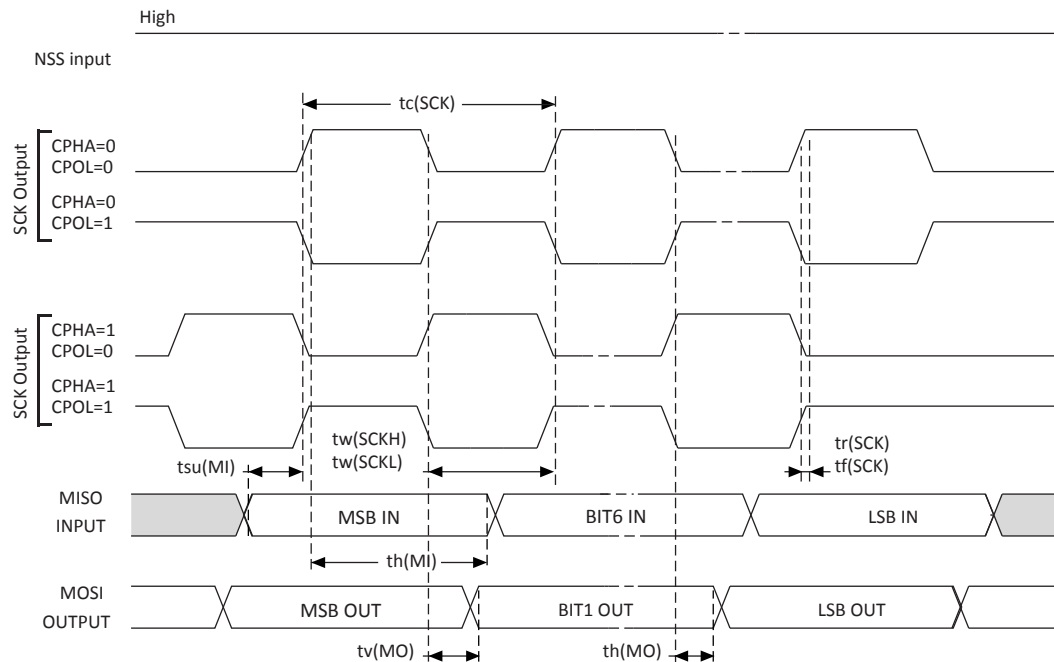 High
NSS input
tc(SCK)
SCK Output
CPHA=0
CPOL=0
CPHA=0
CPOL=1
SCK Output
CPHA=1
CPOL=0
CPHA=1
CPOL=1
tw(SCKH)
tw(SCKL)
tr(SCK)
tf(SCK)
tsu(MI)
MISO
INPUT
MSB IN
BIT6 IN
LSB IN
th(MI)
MOSI
OUTPUT
MSB OUT
BIT1 OUT
LSB OUT
tv(MO)
th(MO)